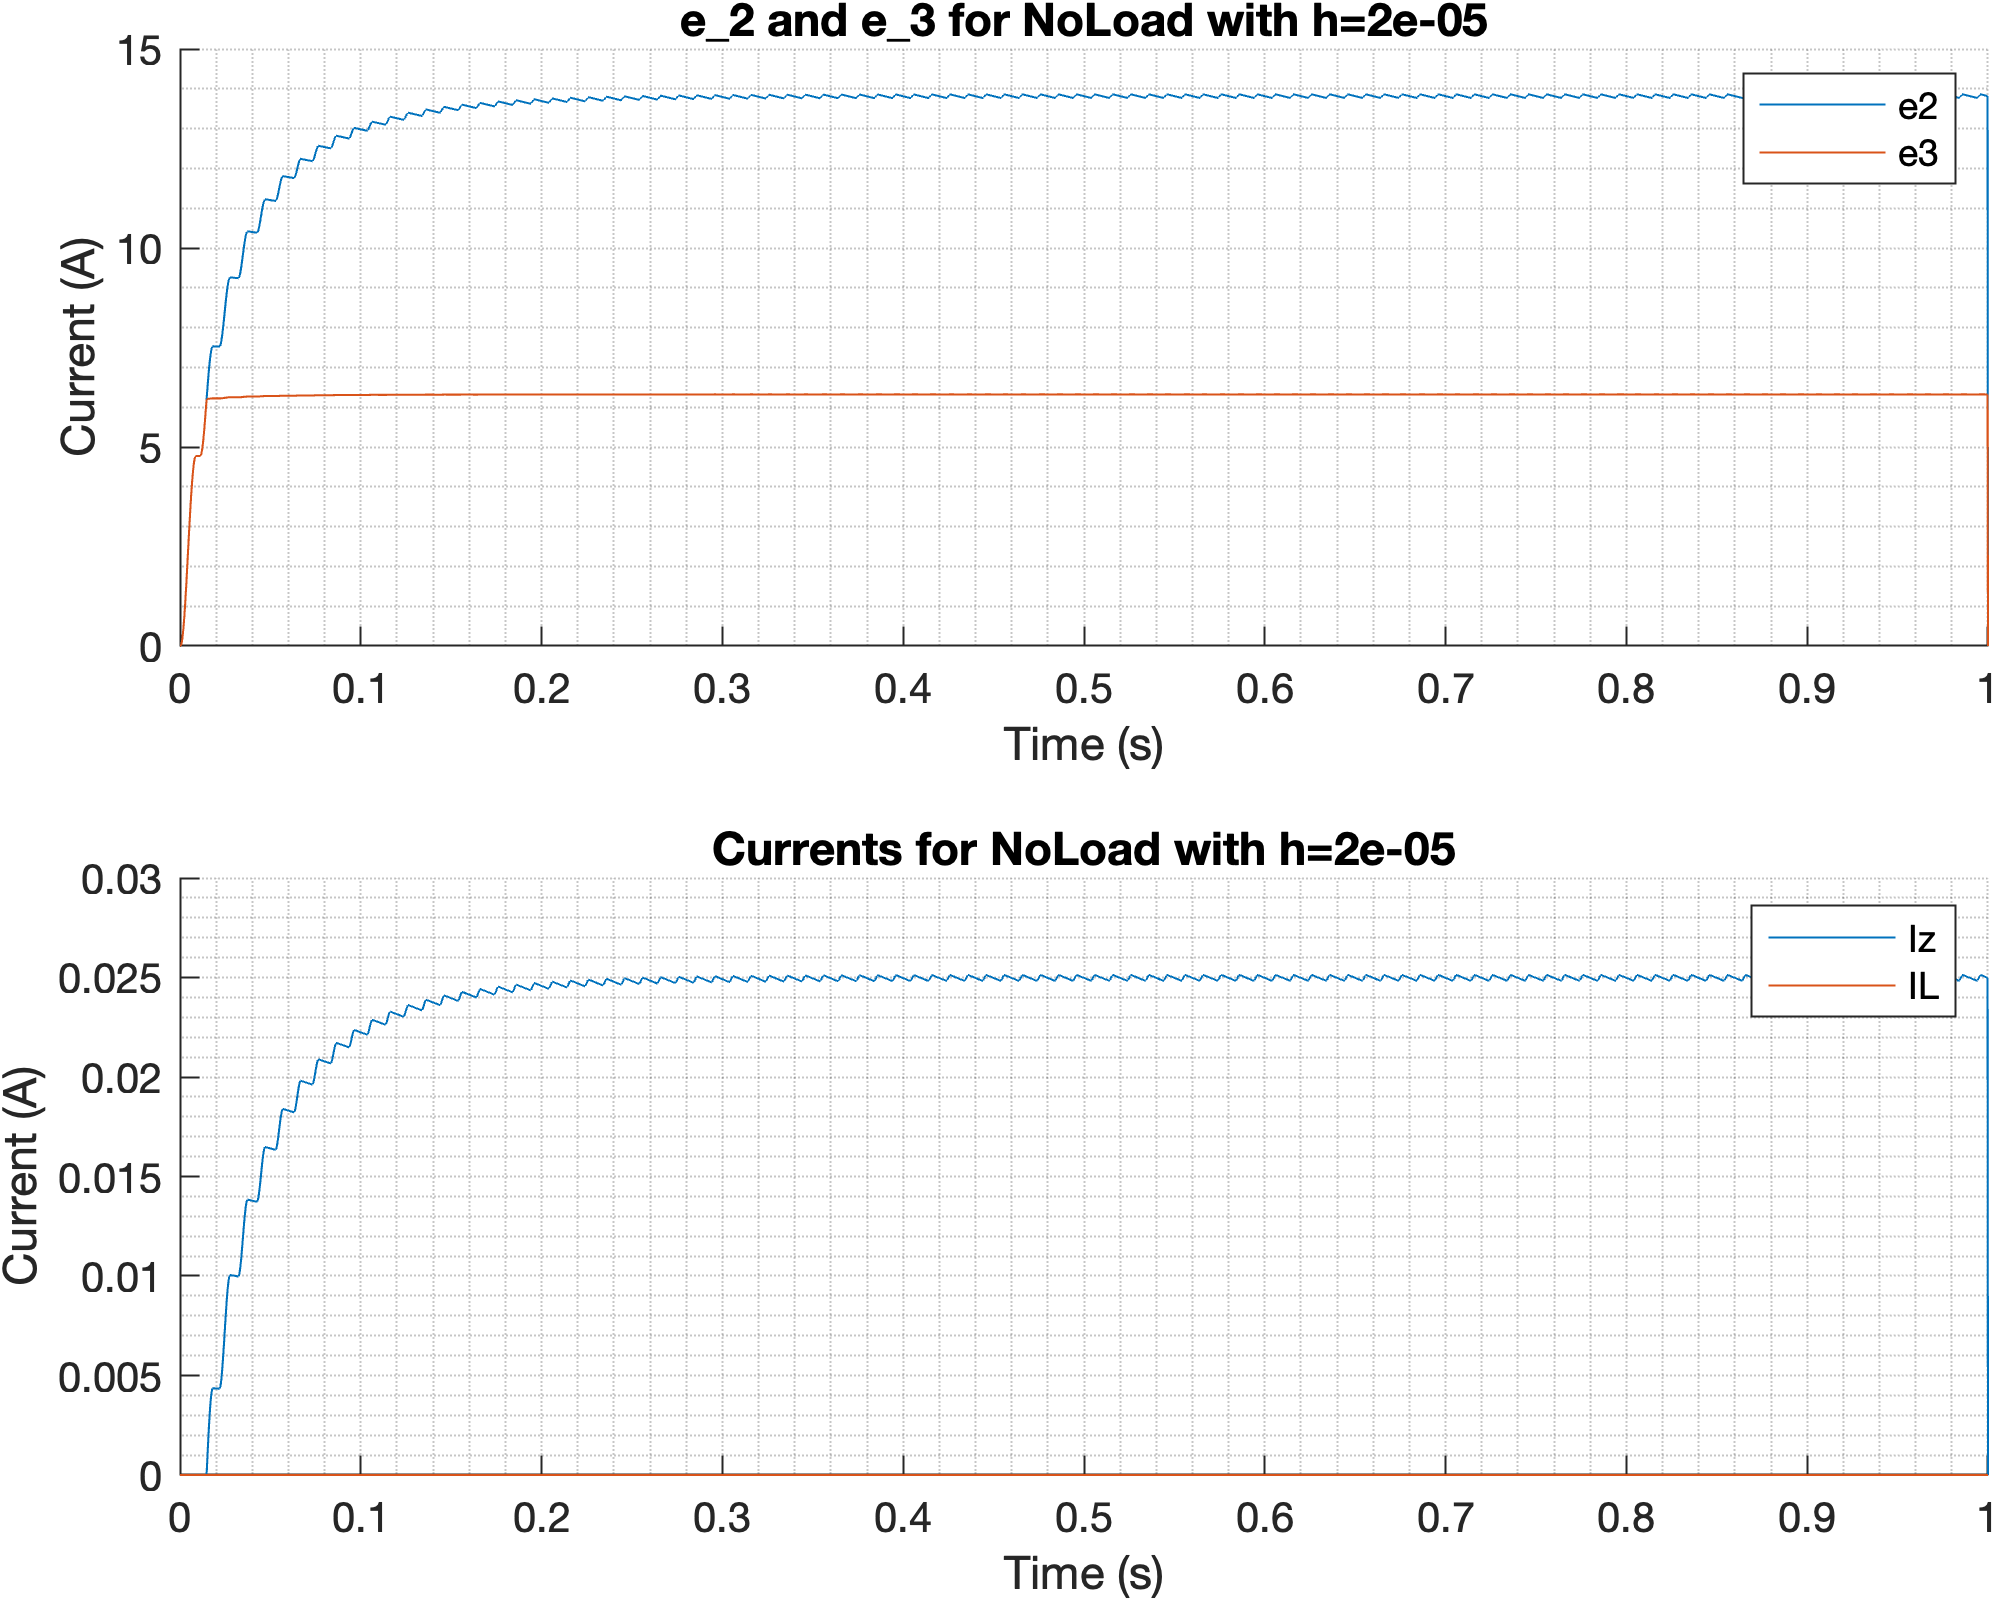 e_2 and e_3 for NoLoad with h=2e-05
15
10
5
0
Current (A)
e2
e3
0 0.1 0.2 0.3 0.4 0.5 0.6 0.7 0.8 0.9 1
Time (s)
Currents for NoLoad with h=2e-05
0.03
0.025
0.02
0.015
0.01
0.005
0
Current (A)
Iz
IL
0 0.1 0.2 0.3 0.4 0.5 0.6 0.7 0.8 0.9 1
Time (s)